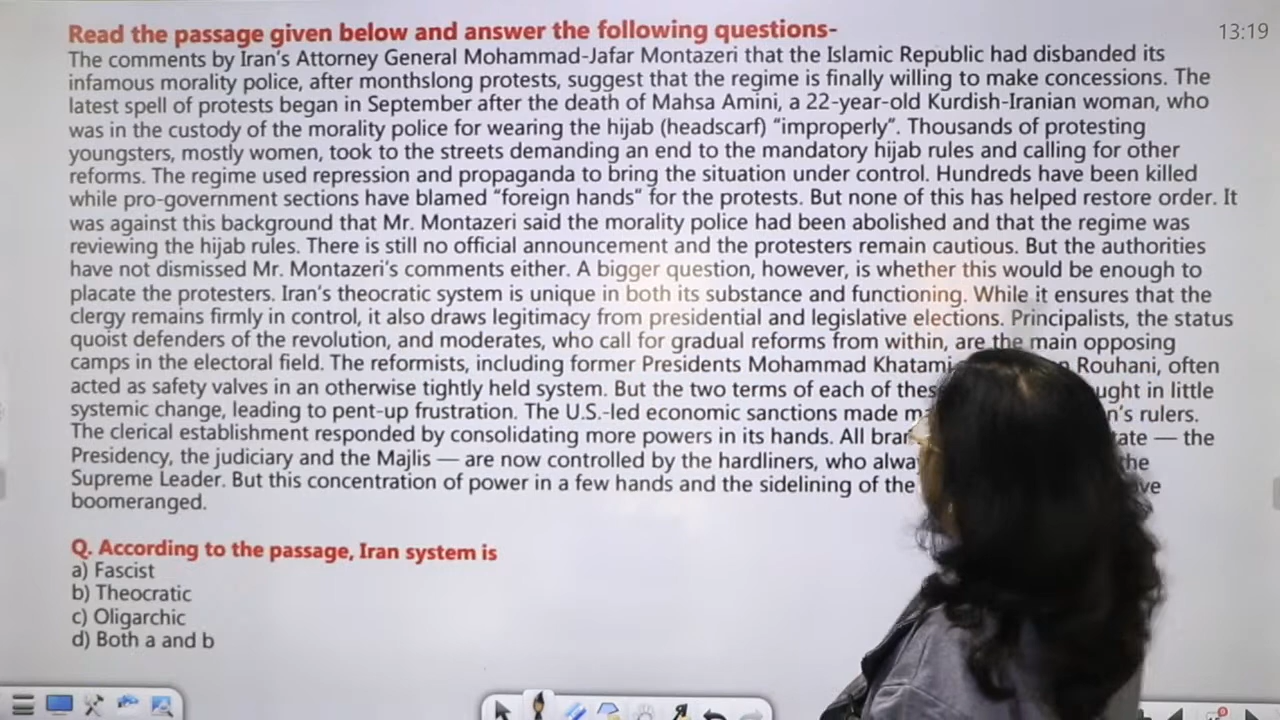 Read the passage given below and answer the following questions-
13:19
The comments by Iran's Attorney General Mohammad-Jafar Montazeri that the Islamic Republic had disbanded its
infamous morality police, after monthslong protests, suggest that the regime is finally willing to make concessions. The
latest spell of protests began in September after the death of Mahsa Amini, a 22-year-old Kurdish-Iranian woman, who
was in the custody of the morality police for wearing the hijab (headscarf) “improperly”. Thousands of protesting
youngsters, mostly women, took to the streets demanding an end to the mandatory hijab rules and calling for other
reforms. The regime used repression and propaganda to bring the situation under control. Hundreds have been killed
while pro-government sections have blamed “foreign hands” for the protests. But none of this has helped restore order. It
was against this background that Mr. Montazeri said the morality police had been abolished and that the regime was
reviewing the hijab rules. There is still no official announcement and the protesters remain cautious. But the authorities
have not dismissed Mr. Montazeri's comments either. A bigger question, however, is whether this would be enough to
placate the protesters. Iran's theocratic system is unique in both its substance and functioning. While it ensures that the
clergy remains firmly in control, it also draws legitimacy from presidential and legislative elections. Principalists, the status
quoist defenders of the revolution, and moderates, who call for gradual reforms from within, are the main opposing
camps in the electoral field. The reformists, including former Presidents Mohammad Khatami Rouhani, often
acted as safety valves in an otherwise tightly held system. But the two terms of each of in little
systemic change, leading to pent-up frustration. The U.S.-led economic sanctions made rulers.
The clerical establishment responded by consolidating more powers in its hands. All — the
Presidency, the judiciary and the Majlis — are now controlled by the hardliners, who the
Supreme Leader. But this concentration of power in a few hands and the sidelining of the
boomeranged.
Q. According to the passage, Iran system is
a) Fascist
b) Theocratic
c) Oligarchic
d) Both a and b